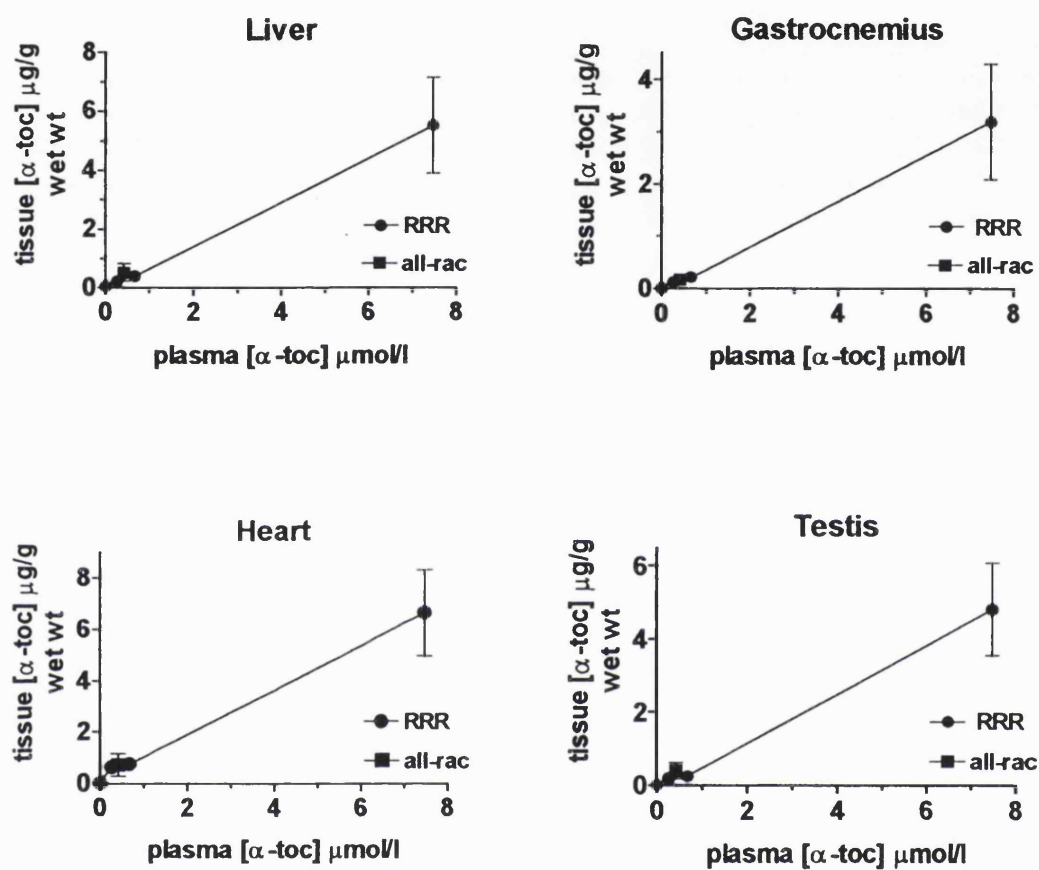 Liver
tissue [α-toc] μg/g
wet wt
8
6
4
2
0
0 2 4 6 8
RRR
all-rac
plasma [α-toc] μmol/l
Gastrocnemius
tissue [α-toc] μg/g
wet wt
4
2
0
0 2 4 6 8
RRR
all-rac
plasma [α-toc] μmol/l
Heart
tissue [α-toc] μg/g
wet wt
8
6
4
2
0
0 2 4 6 8
RRR
all-rac
plasma [α-toc] μmol/l
Testis
tissue [α-toc] μg/g
wet wt
6
4
2
0
0 2 4 6 8
RRR
all-rac
plasma [α-toc] μmol/l